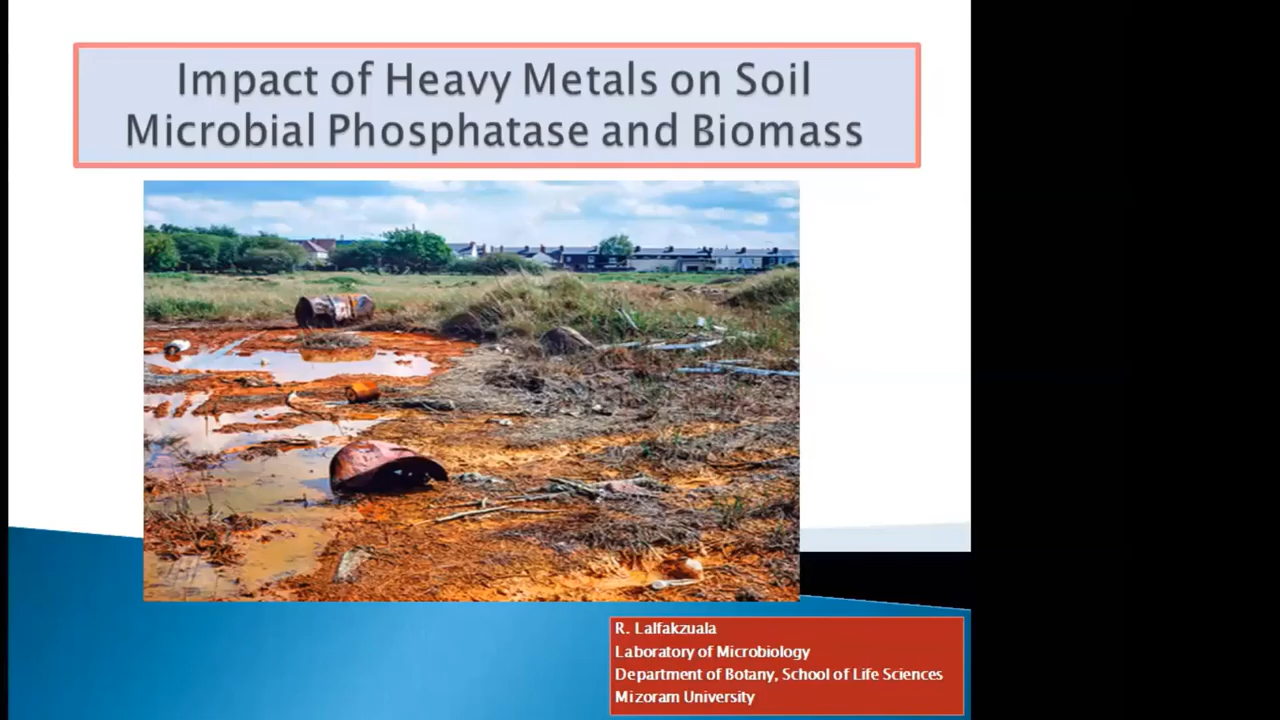 Impact of Heavy Metals on Soil
Microbial Phosphatase and Biomass
R. Lalfakzuala
Laboratory of Microbiology
Department of Botany, School of Life Sciences
Mizoram University